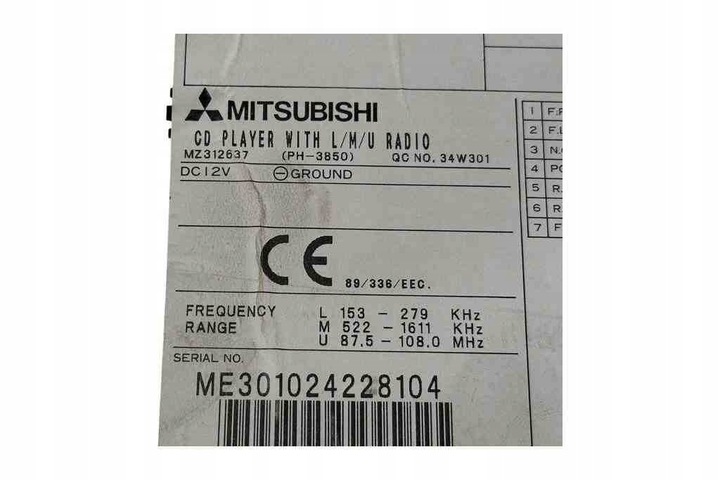 MITSUBISHI
CD PLAYER WITH L/M/U RADIO
MZ312637 (PH-3850) QC NO. 34W301
DC12V ⊖GROUND
CE
89/336/EEC.
FREQUENCY L 153 - 279 KHz
RANGE M 522 - 1611 KHz
U 87.5 - 108.0 MHz
SERIAL NO.
ME301024228104
1 F.
2 F.
3 N.
4
5 R.
6 R.
7 F